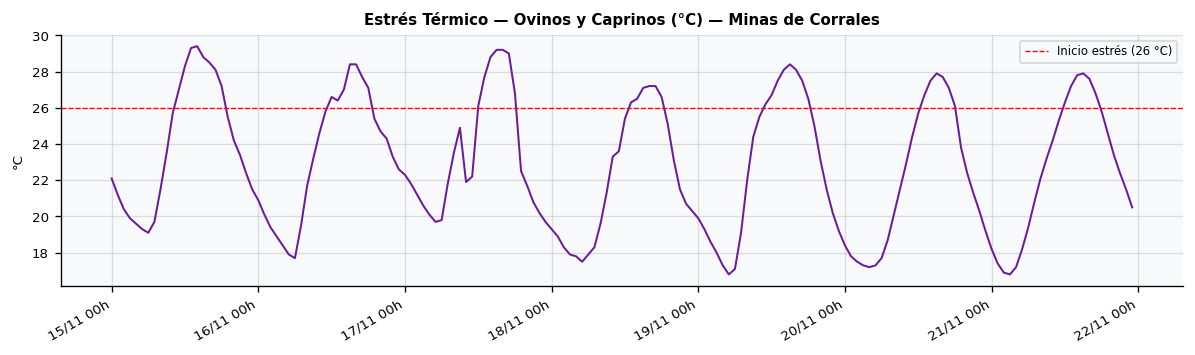 Estrés Térmico — Ovinos y Caprinos (°C) — Minas de Corrales
Inicio estrés (26 °C)
°C
30
28
26
24
22
20
18
15/11 00h
16/11 00h
17/11 00h
18/11 00h
19/11 00h
20/11 00h
21/11 00h
22/11 00h